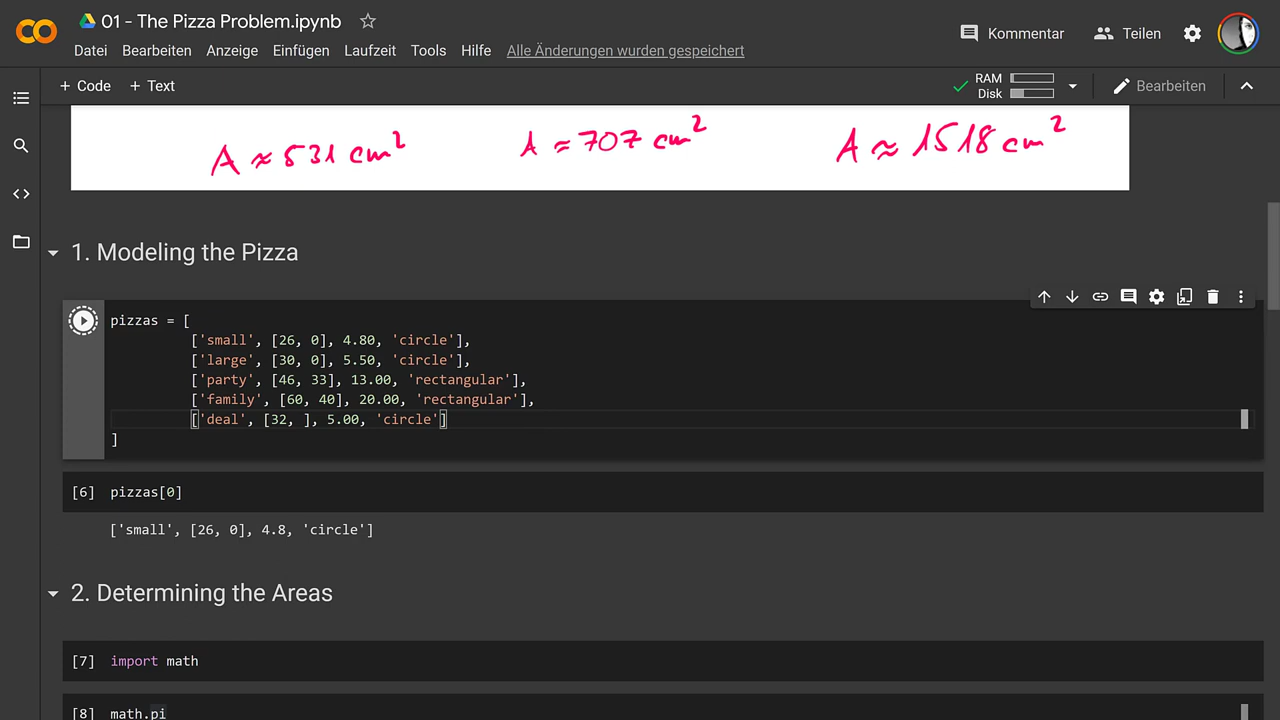 01 - The Pizza Problem.ipynb
Kommentar
Teilen
Datei Bearbeiten Anzeige Einfügen Laufzeit Tools Hilfe Alle Änderungen wurden gespeichert
+ Code + Text
RAM
Disk
Bearbeiten
A ≈ 531 cm² A ≈ 707 cm² A ≈ 1518 cm²
1. Modeling the Pizza
pizzas = [
['small', [26, 0], 4.80, 'circle'],
['large', [30, 0], 5.50, 'circle'],
['party', [46, 33], 13.00, 'rectangular'],
['family', [60, 40], 20.00, 'rectangular'],
['deal', [32, ], 5.00, 'circle']
]
[6] pizzas[0]
['small', [26, 0], 4.8, 'circle']
2. Determining the Areas
[7] import math
[8] math.pi